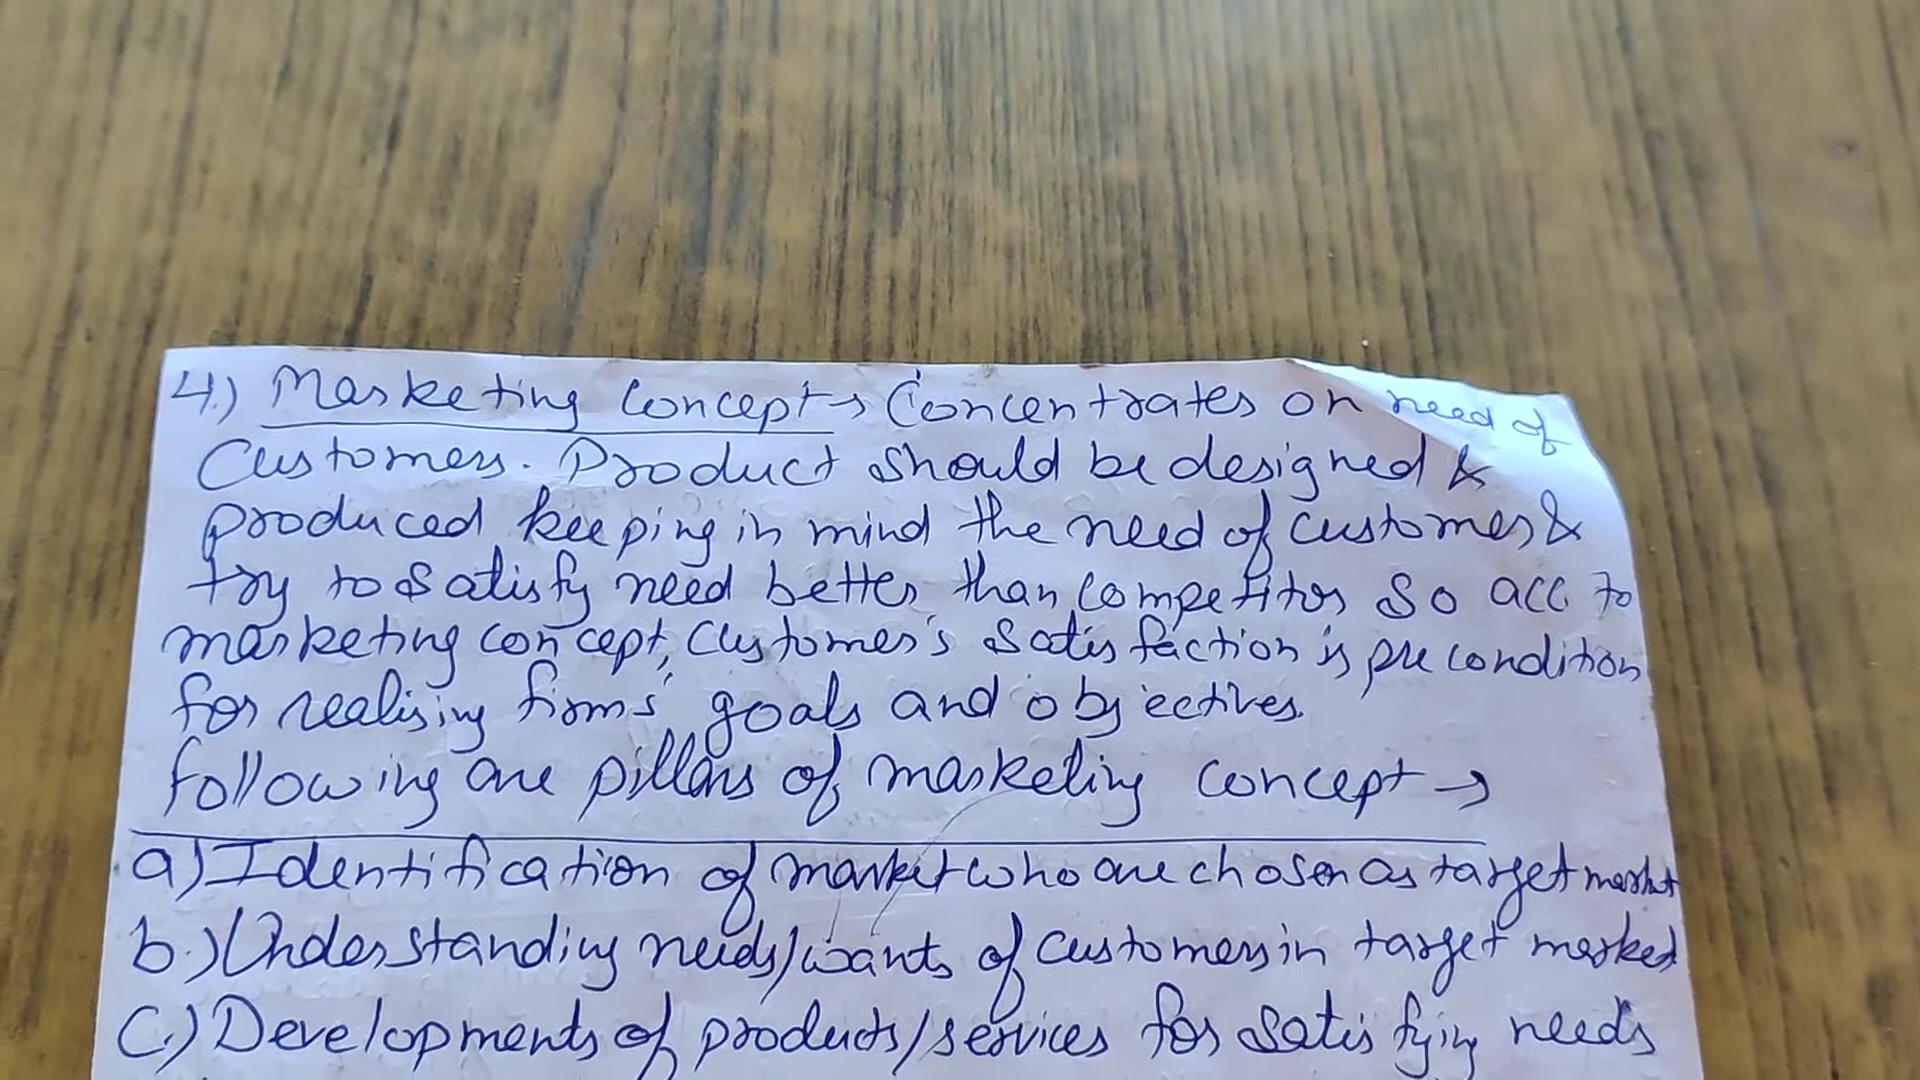 4.) Marketing Concept → Concentrates on need of
Customers. Product should be designed &
produced keeping in mind the need of customers &
try to satisfy need better than competitors so acc. to
marketing concept, customer's satisfaction is pre condition
for realising firms' goals and objectives.
Following are pillars of marketing concept →
a) Identification of market who are chosen as target market
b.) Understanding needs/wants of customers in target market
C.) Developments of products/services for satisfying needs